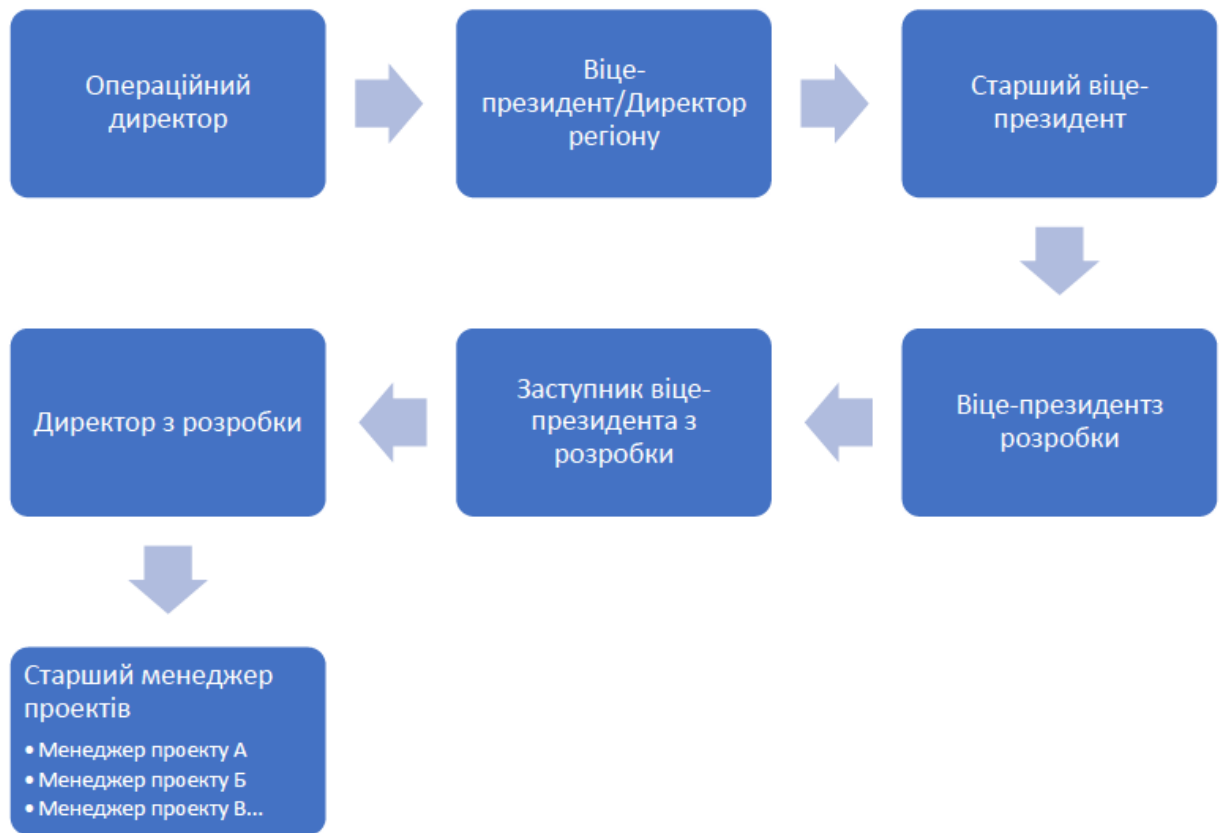 Операційний
директор
Віце-
президент/Директор
регіону
Старший віце-
президент
Віце-президентз
розробки
Заступник віце-
президента з
розробки
Директор з розробки
Старший менеджер
проектів
• Менеджер проекту А
• Менеджер проекту Б
• Менеджер проекту В...